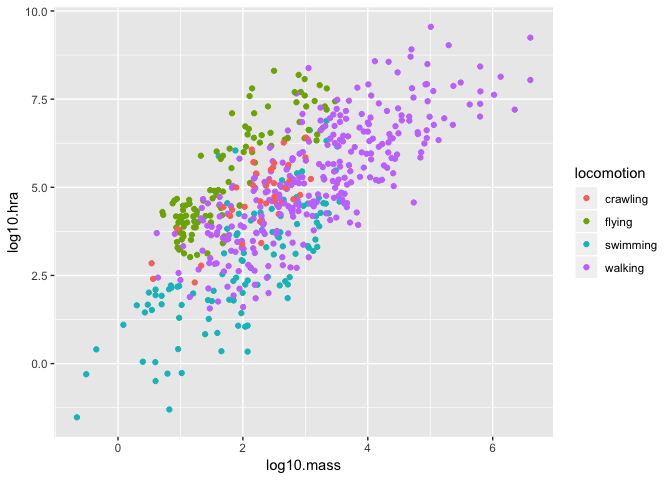 10.0
7.5
5.0
2.5
0.0
log10.hra
0
2
4
6
log10.mass
locomotion
crawling
flying
swimming
walking